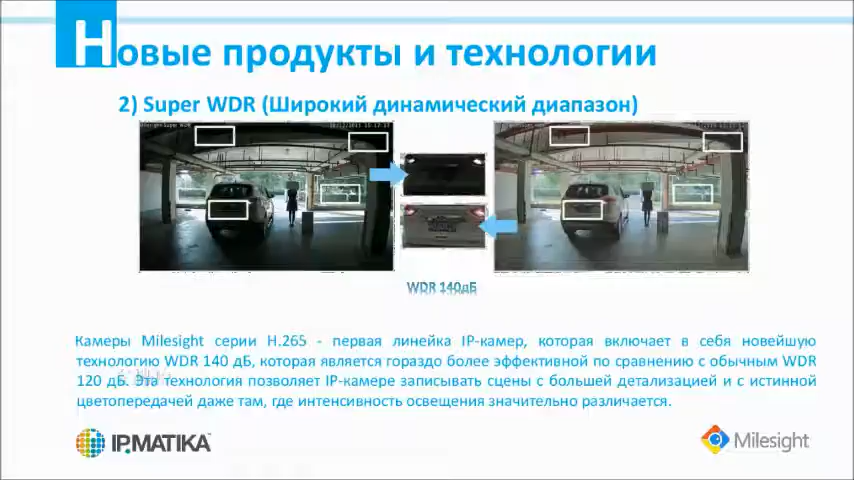 Новые продукты и технологии
2) Super WDR (Широкий динамический диапазон)
WDR 140дБ
Камеры Milesight серии H.265 - первая линейка IP-камер, которая включает в себя новейшую
технологию WDR 140 дБ, которая является гораздо более эффективной по сравнению с обычным WDR
120 дБ. Эта технология позволяет IP-камере записывать сцены с большей детализацией и с истинной
цветопередачей даже там, где интенсивность освещения значительно различается.
IPMATIKA
Milesight